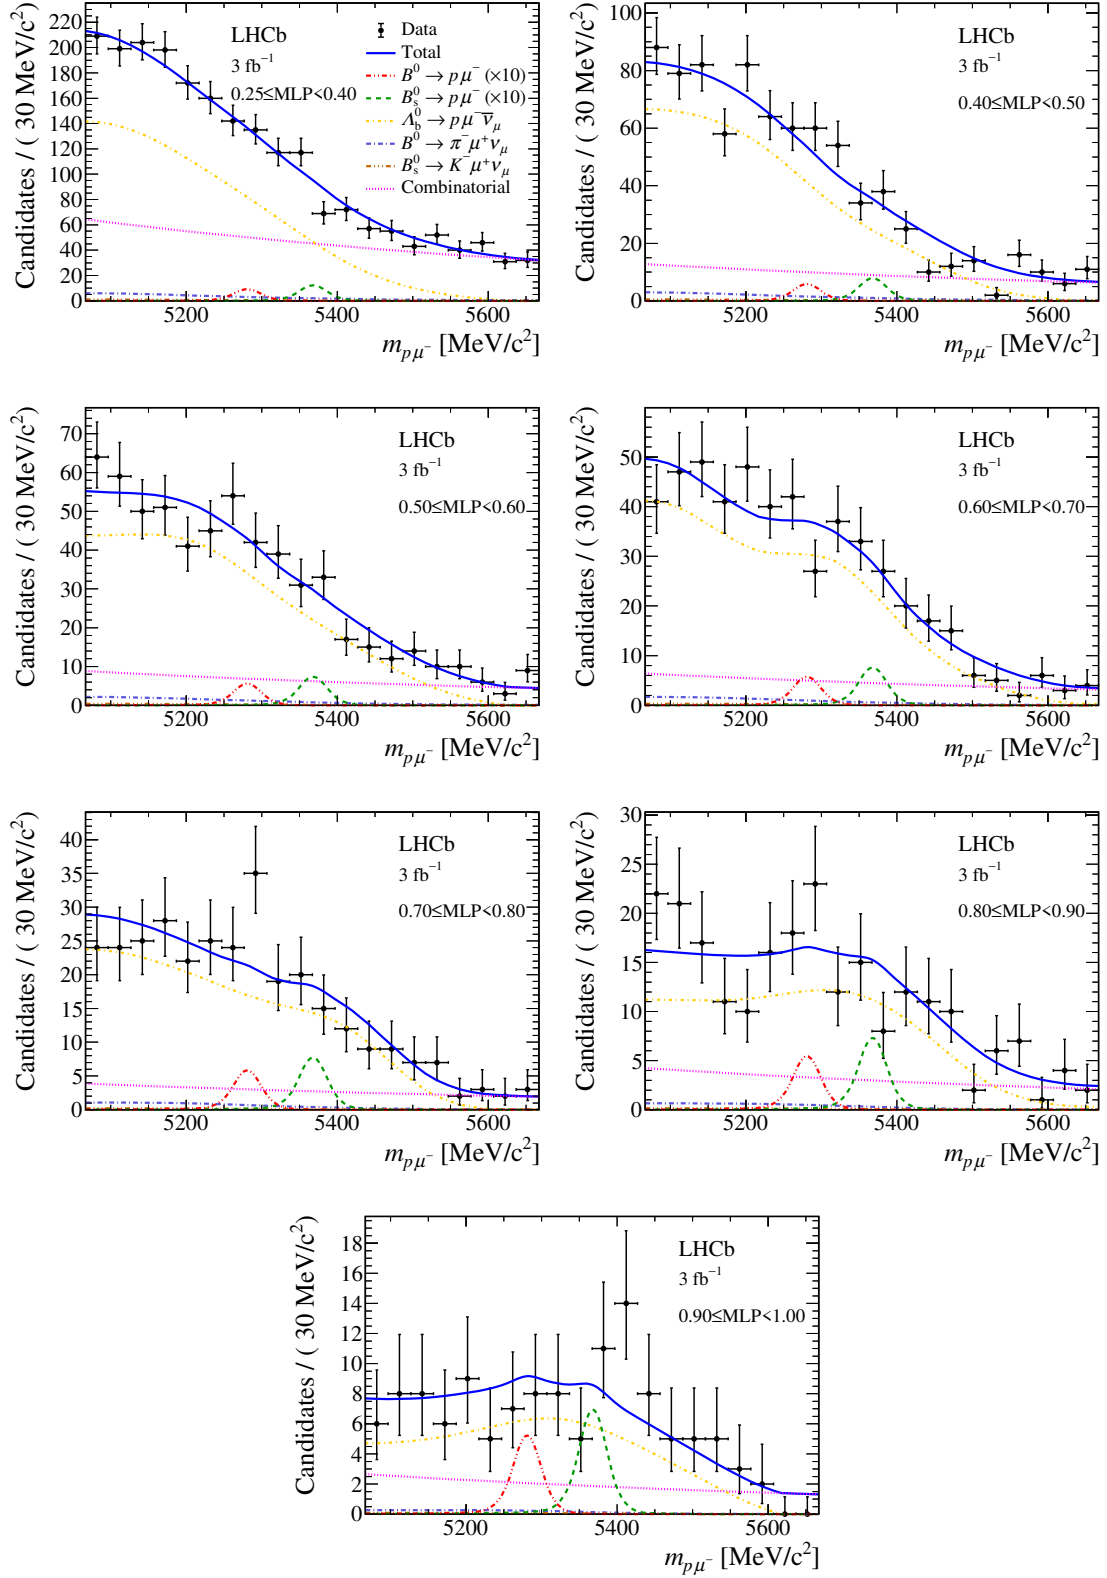 Candidates / ( 30 MeV/c²)
220
200
180
160
140
120
100
80
60
40
20
0
LHCb
3 fb⁻¹
0.25≤MLP<0.40
Data
Total
B⁰ → pμ⁻ (×10)
B⁰ₛ → pμ⁻ (×10)
Λ⁰_b → pμ⁻ν̄_μ
B⁰ → π⁻μ⁺ν_μ
B⁰ₛ → K⁻μ⁺ν_μ
Combinatorial
5200 5400 5600
m_pμ⁻ [MeV/c²]
Candidates / ( 30 MeV/c²)
100
80
60
40
20
0
LHCb
3 fb⁻¹
0.40≤MLP<0.50
5200 5400 5600
m_pμ⁻ [MeV/c²]
Candidates / ( 30 MeV/c²)
70
60
50
40
30
20
10
0
LHCb
3 fb⁻¹
0.50≤MLP<0.60
5200 5400 5600
m_pμ⁻ [MeV/c²]
Candidates / ( 30 MeV/c²)
50
40
30
20
10
0
LHCb
3 fb⁻¹
0.60≤MLP<0.70
5200 5400 5600
m_pμ⁻ [MeV/c²]
Candidates / ( 30 MeV/c²)
40
35
30
25
20
15
10
5
0
LHCb
3 fb⁻¹
0.70≤MLP<0.80
5200 5400 5600
m_pμ⁻ [MeV/c²]
Candidates / ( 30 MeV/c²)
30
25
20
15
10
5
0
LHCb
3 fb⁻¹
0.80≤MLP<0.90
5200 5400 5600
m_pμ⁻ [MeV/c²]
Candidates / ( 30 MeV/c²)
18
16
14
12
10
8
6
4
2
0
LHCb
3 fb⁻¹
0.90≤MLP<1.00
5200 5400 5600
m_pμ⁻ [MeV/c²]